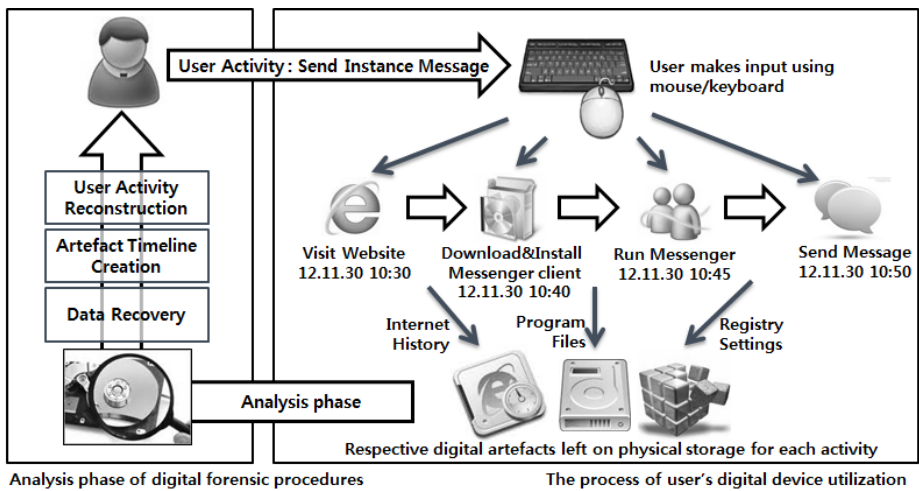 User Activity : Send Instance Message
User makes input using
mouse/keyboard
User Activity
Reconstruction
Artefact Timeline
Creation
Data Recovery
Visit Website
12.11.30 10:30
Download&Install
Messenger client
12.11.30 10:40
Run Messenger
12.11.30 10:45
Send Message
12.11.30 10:50
Internet
History
Program
Files
Registry
Settings
Analysis phase
Respective digital artefacts left on physical storage for each activity
Analysis phase of digital forensic procedures
The process of user's digital device utilization